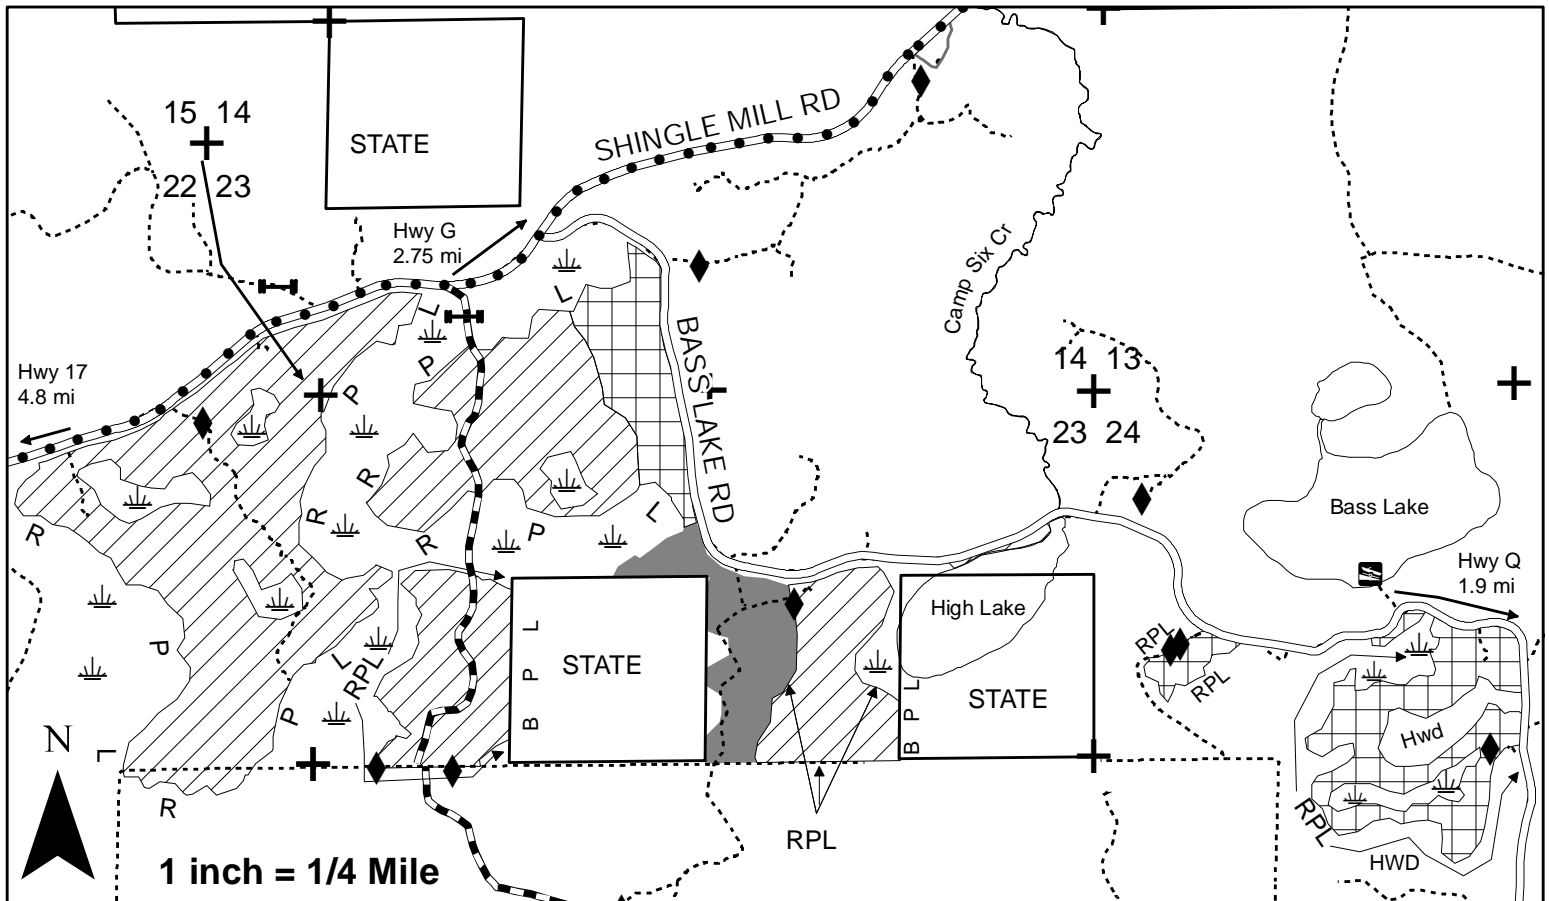 15 14
22 23
STATE
SHINGLE MILL RD
Hwy G
2.75 mi
Camp Six Cr
Hwy 17
4.8 mi
BASS LAKE RD
14 13
23 24
Bass Lake
Hwy Q
1.9 mi
L
P
P
R
R
R
L
L
P
R
P
L
P
L
R
RPL
B P L
STATE
High Lake
B P L
STATE
RPL
RPL
Hwd
RPL
HWD
RPL
N
1 inch = 1/4 Mile